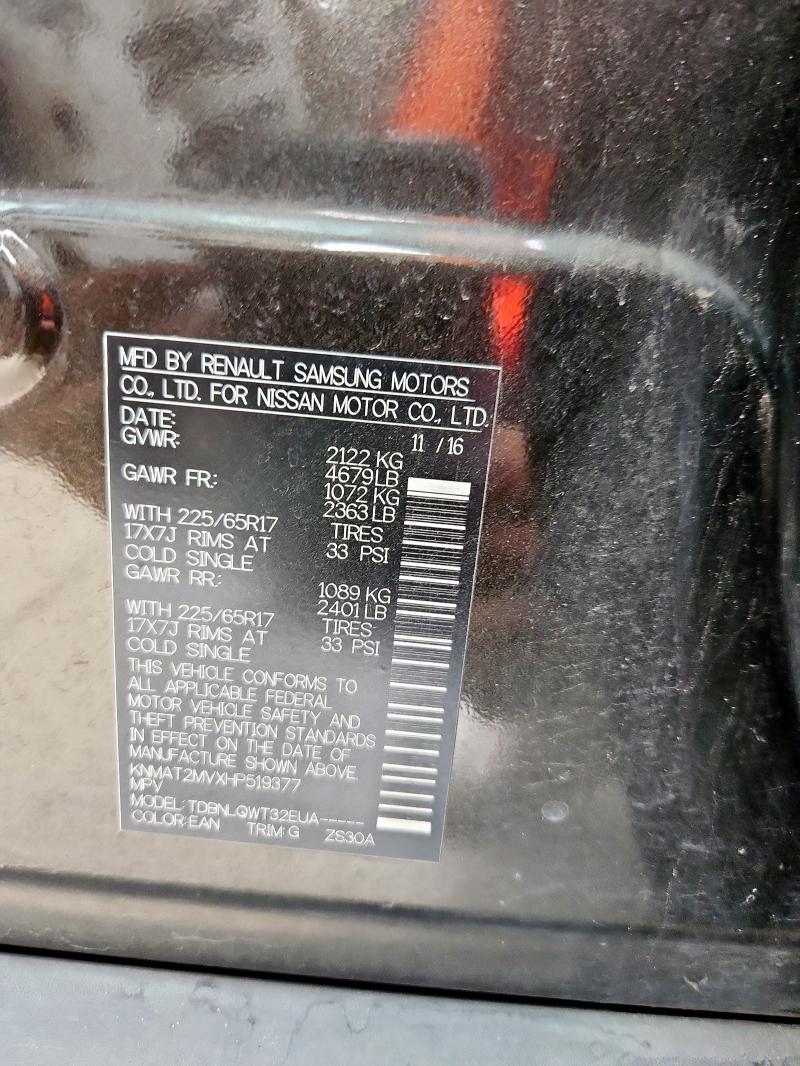 MFD BY RENAULT SAMSUNG MOTORS
CO., LTD. FOR NISSAN MOTOR CO., LTD.
DATE: 11 / 16
GVWR: 2122 KG
4679 LB
GAWR FR: 1072 KG
2363 LB
WITH 225/65R17 TIRES
17X7J RIMS AT 33 PSI
COLD SINGLE
GAWR RR: 1089 KG
2401 LB
WITH 225/65R17 TIRES
17X7J RIMS AT 33 PSI
COLD SINGLE
THIS VEHICLE CONFORMS TO
ALL APPLICABLE FEDERAL
MOTOR VEHICLE SAFETY AND
THEFT PREVENTION STANDARDS
IN EFFECT ON THE DATE OF
MANUFACTURE SHOWN ABOVE.
KNMAT2MVXHP519377
MPV
MODEL: TDBNLQWT32EUA-----
COLOR: EAN TRIM: G ZS30A